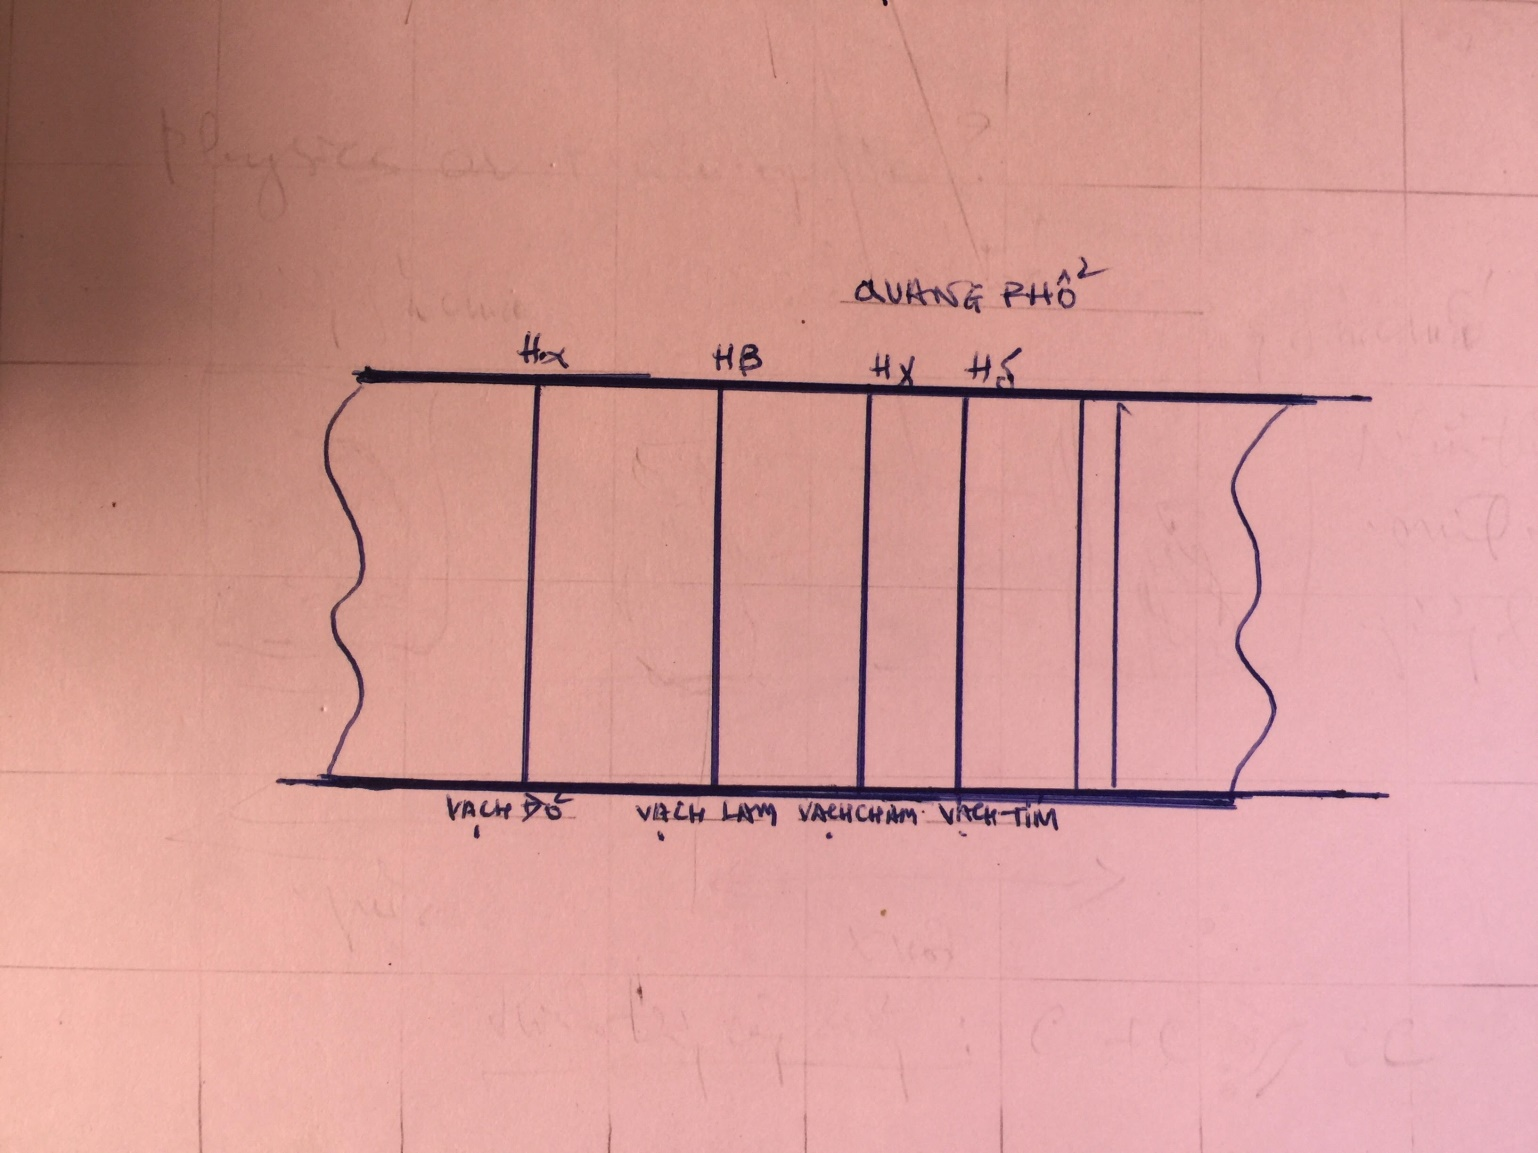 QUANG PHỔ
Hα Hβ Hγ Hδ
VẠCH ĐỎ VẠCH LAM VẠCH CHÀM VẠCH TÍM